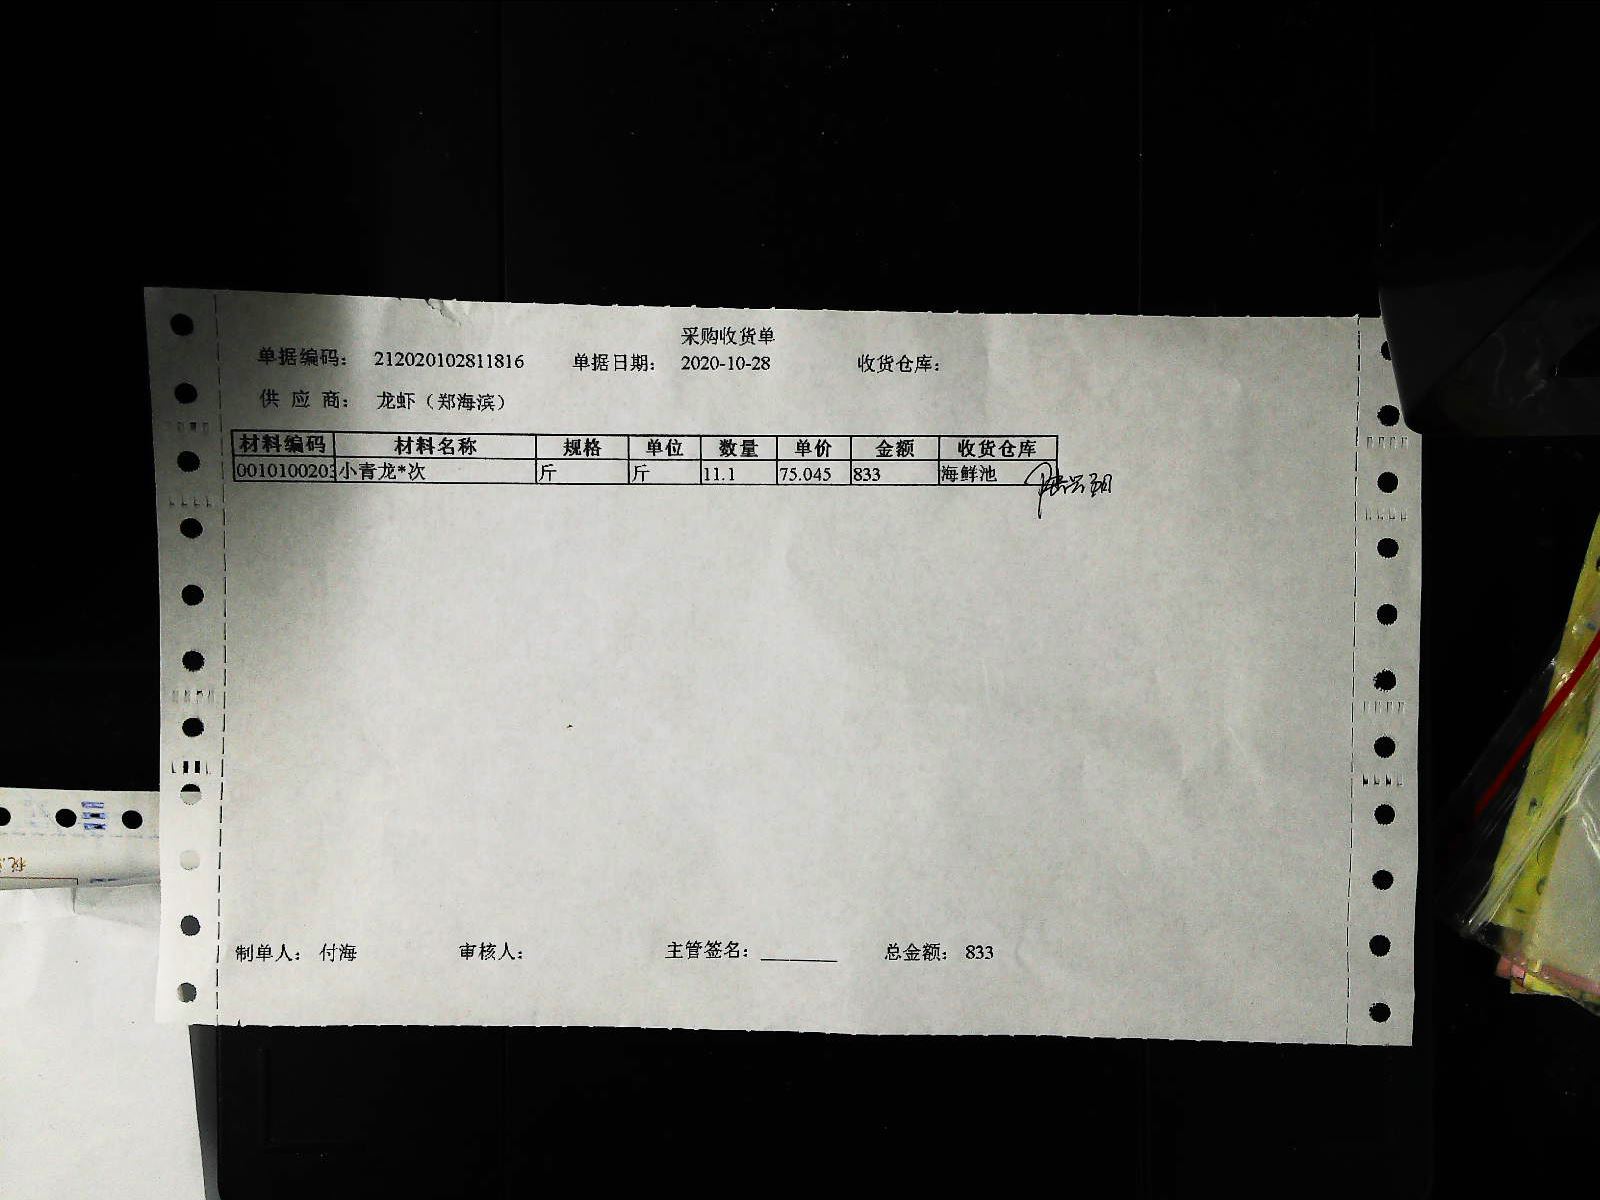 采购收货单
单据编码： 212020102811816 单据日期： 2020-10-28 收货仓库：
供 应 商： 龙虾（郑海滨）
材料编码 材料名称 规格 单位 数量 单价 金额 收货仓库
0010100203 小青龙*次 斤 斤 11.1 75.045 833 海鲜池
制单人： 付海 审核人： 主管签名：________ 总金额： 833